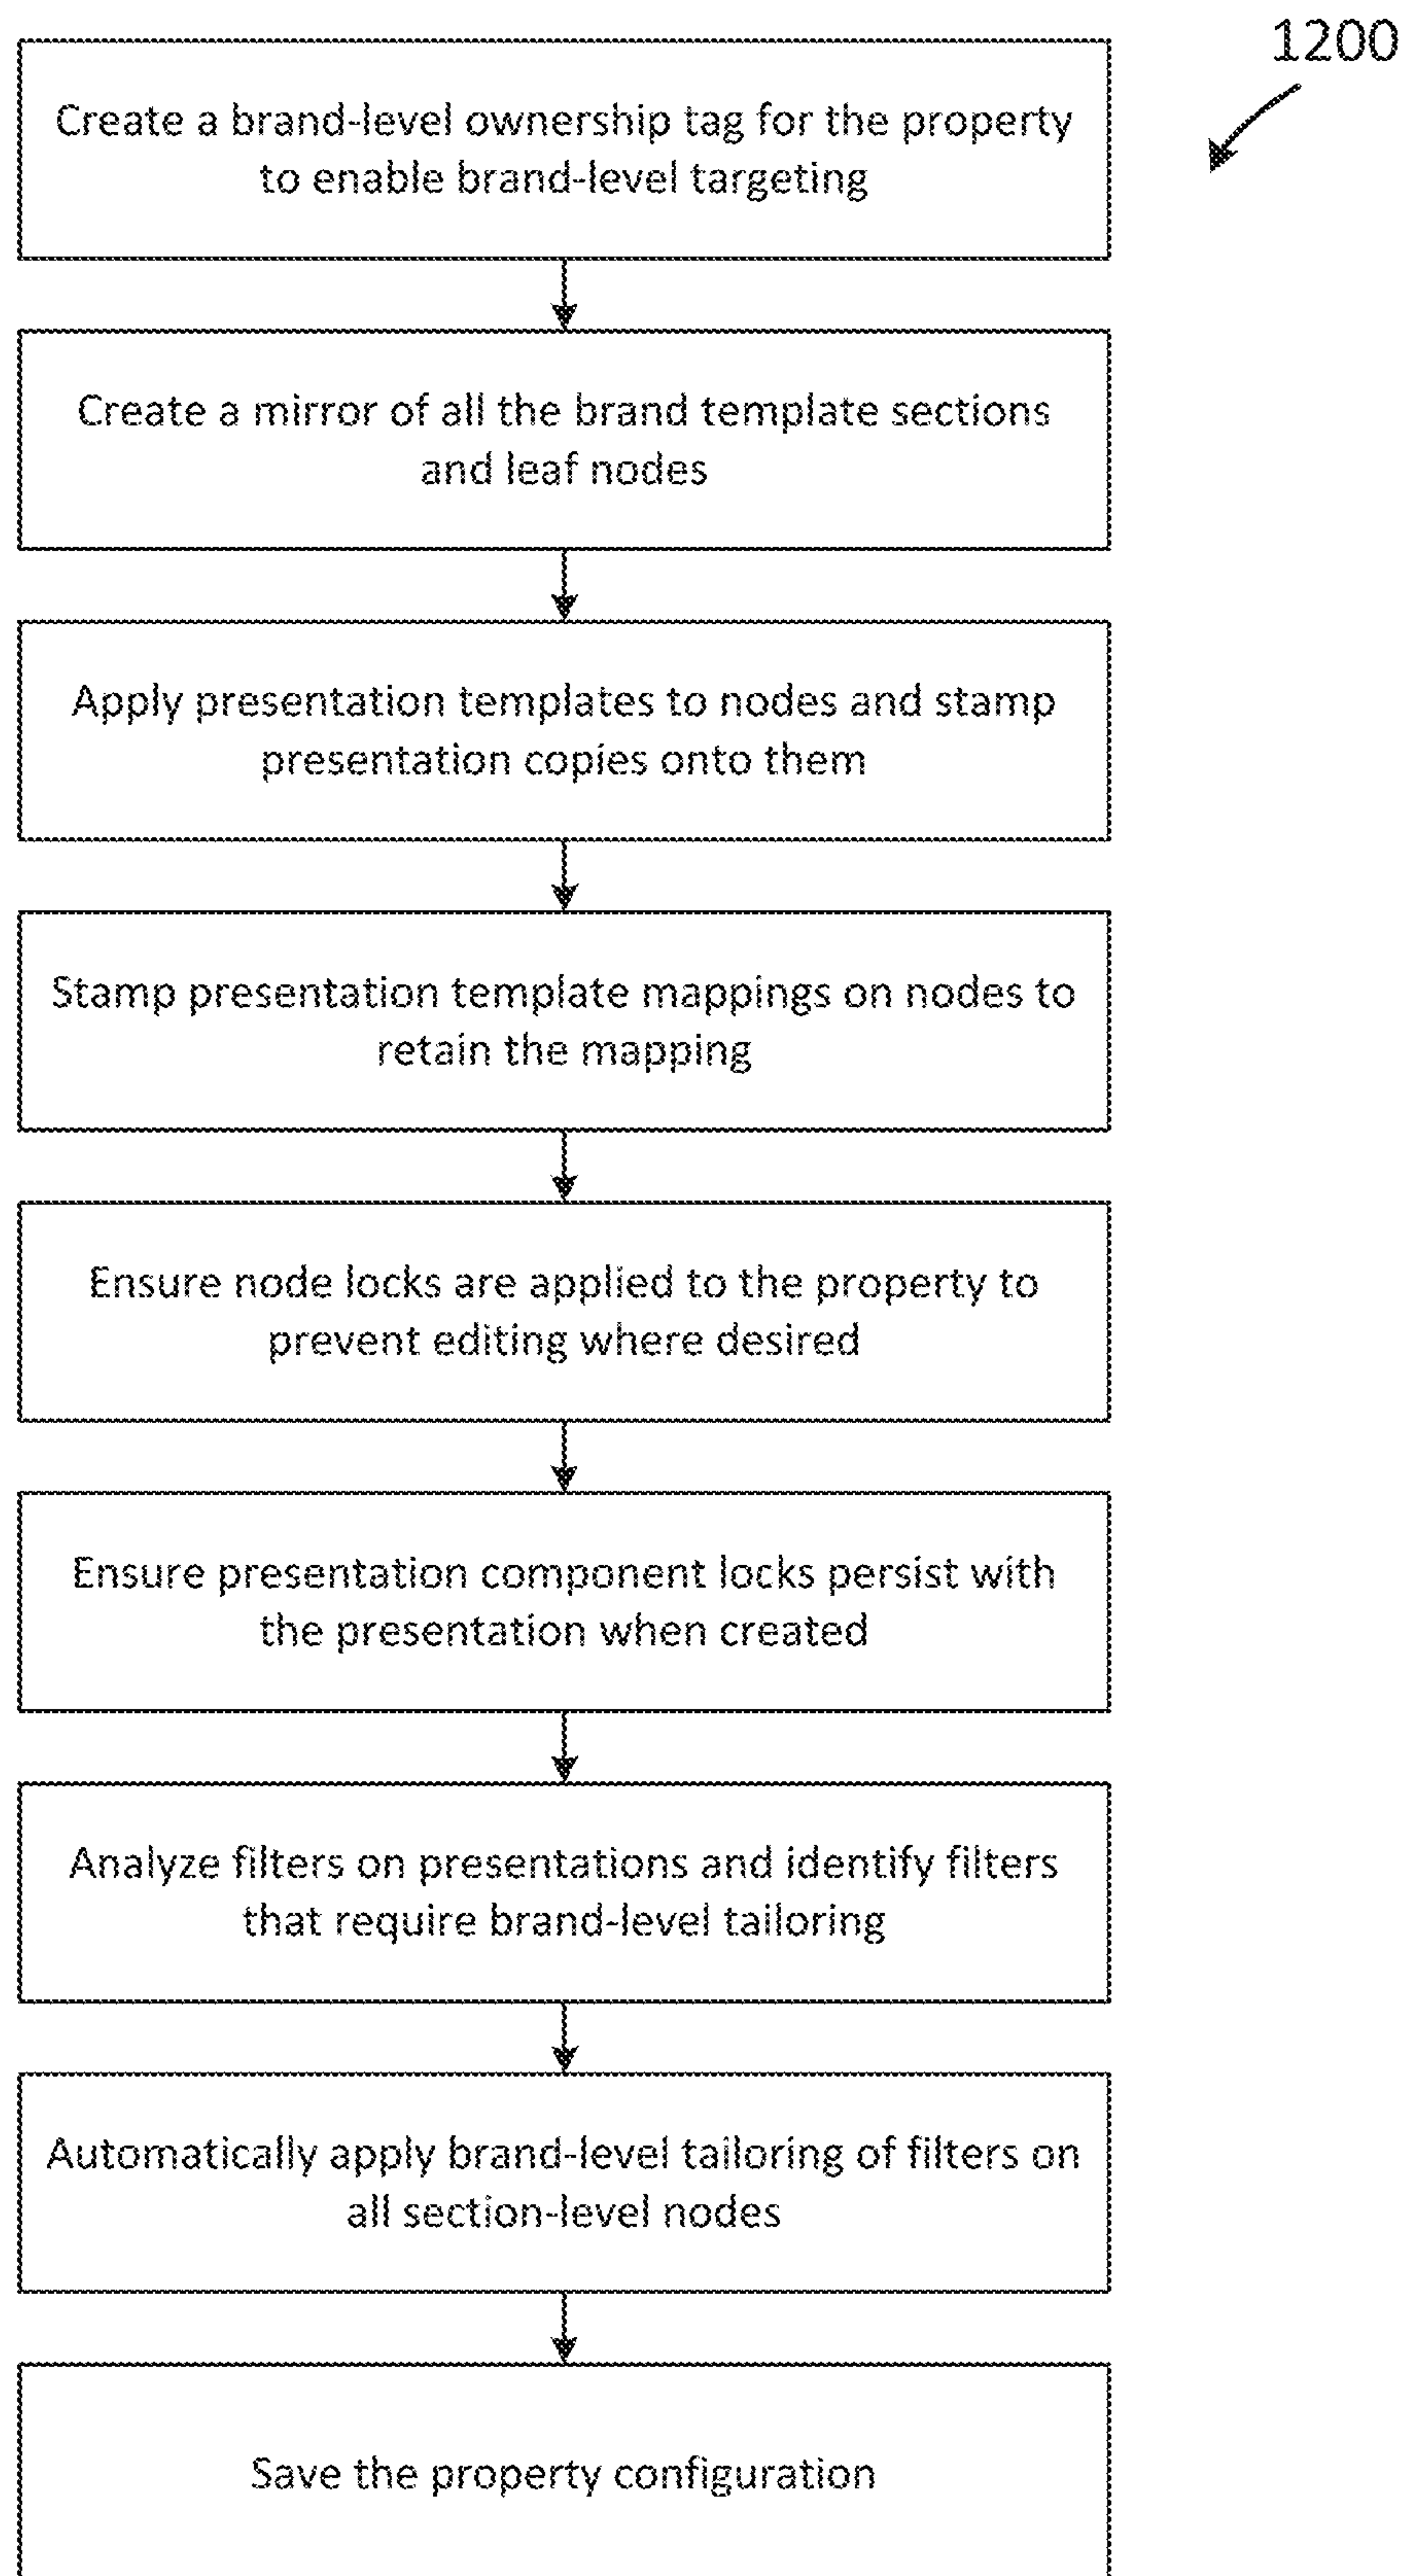 1200
Create a brand-level ownership tag for the property
to enable brand-level targeting
Create a mirror of all the brand template sections
and leaf nodes
Apply presentation templates to nodes and stamp
presentation copies onto them
Stamp presentation template mappings on nodes to
retain the mapping
Ensure node locks are applied to the property to
prevent editing where desired
Ensure presentation component locks persist with
the presentation when created
Analyze filters on presentations and identify filters
that require brand-level tailoring
Automatically apply brand-level tailoring of filters on
all section-level nodes
Save the property configuration